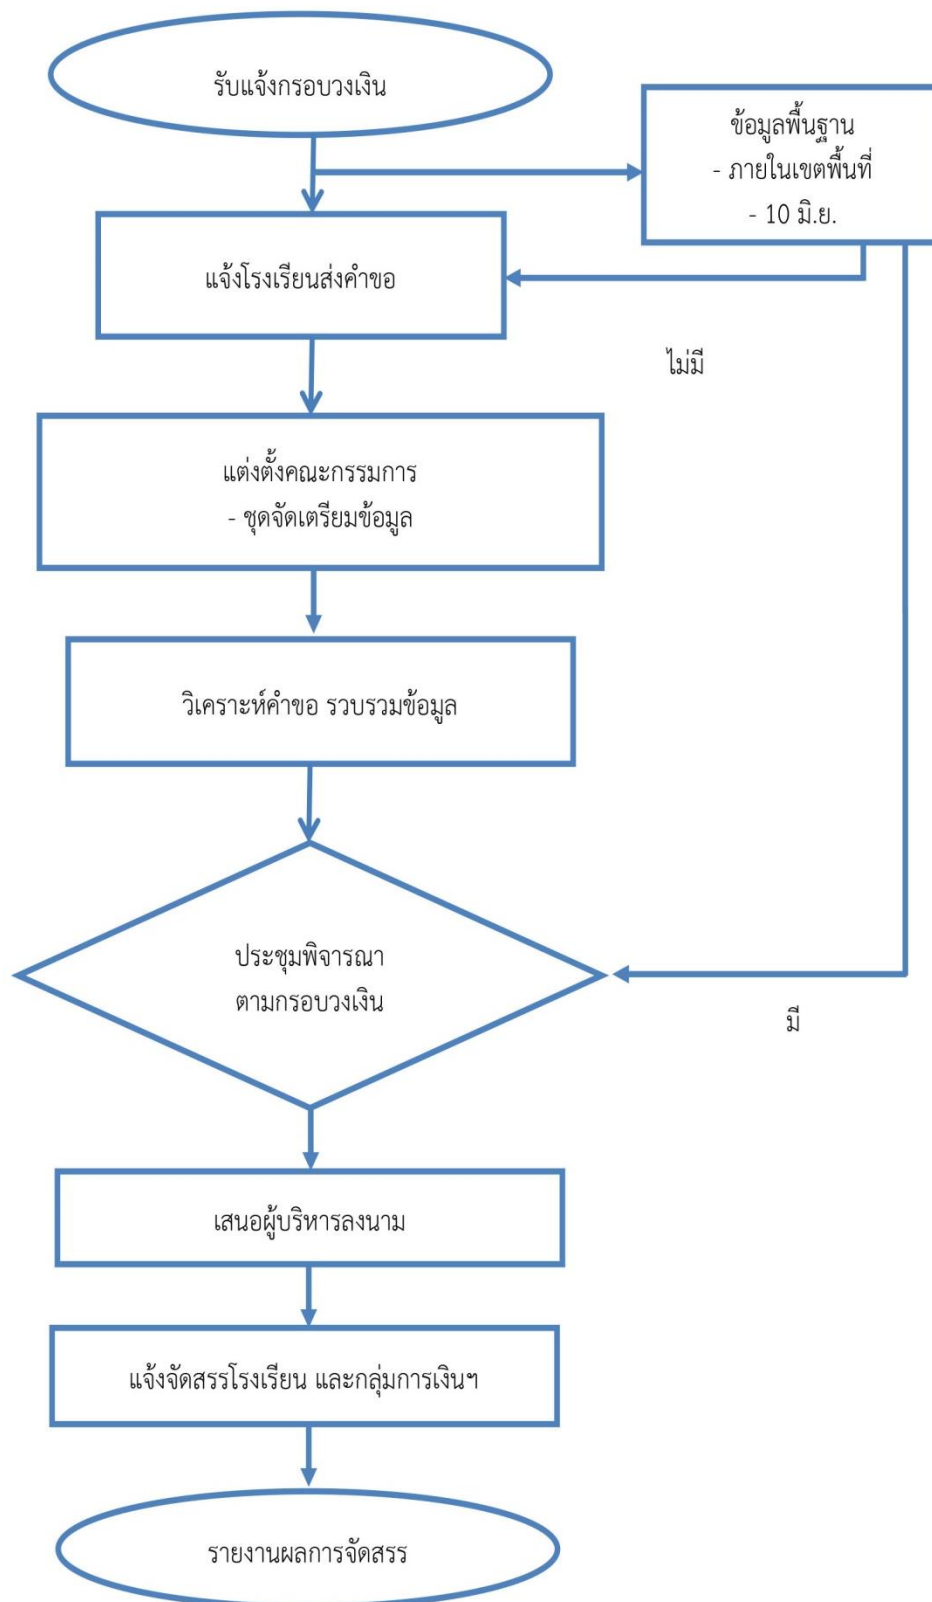 รับแจ้งกรอบวงเงิน
ข้อมูลพื้นฐาน
- ภายในเขตพื้นที่
- 10 มิ.ย.
แจ้งโรงเรียนส่งคำขอ
ไม่มี
แต่งตั้งคณะกรรมการ
- ชุดจัดเตรียมข้อมูล
วิเคราะห์คำขอ รวบรวมข้อมูล
ประชุมพิจารณา
ตามกรอบวงเงิน
มี
เสนอผู้บริหารลงนาม
แจ้งจัดสรรโรงเรียน และกลุ่มการเงินฯ
รายงานผลการจัดสรร